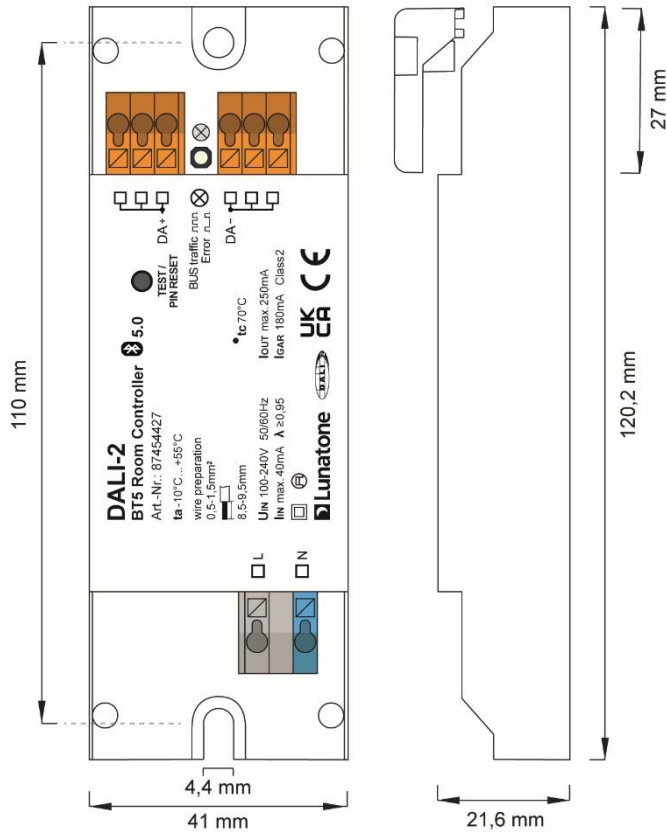 DA+
BUS traffic
Error
DA-
TEST /
PIN RESET
DALI-2
BT5 Room Controller 5.0
Art.-Nr.: 87454427
ta -10°C...+55°C
wire preparation
0,5-1,5mm²
8,5-9,5mm
•tc 70°C
UIN 100-240V 50/60Hz
IIN max. 40mA λ ≥0,95
IOUT max. 250mA
IGAR 180mA Class2
Lunatone
DALI
UK
CA
CE
L
N
110 mm
4,4 mm
41 mm
27 mm
120,2 mm
21,6 mm